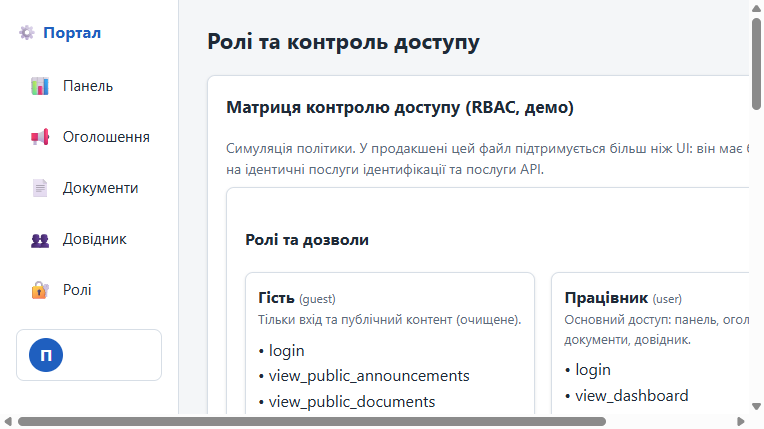 Портал
Панель
Оголошення
Документи
Довідник
Ролі
П
Ролі та контроль доступу
Матриця контролю доступу (RBAC, демо)
Симуляція політики. У продакшені цей файл підтримується більш ніж UI: він має
на ідентичні послуги ідентифікації та послуги API.
Ролі та дозволи
Гість (guest)
Тільки вхід та публічний контент (очищене).
• login
• view_public_announcements
• view_public_documents
Працівник (user)
Основний доступ: панель, огол
документи, довідник.
• login
• view_dashboard